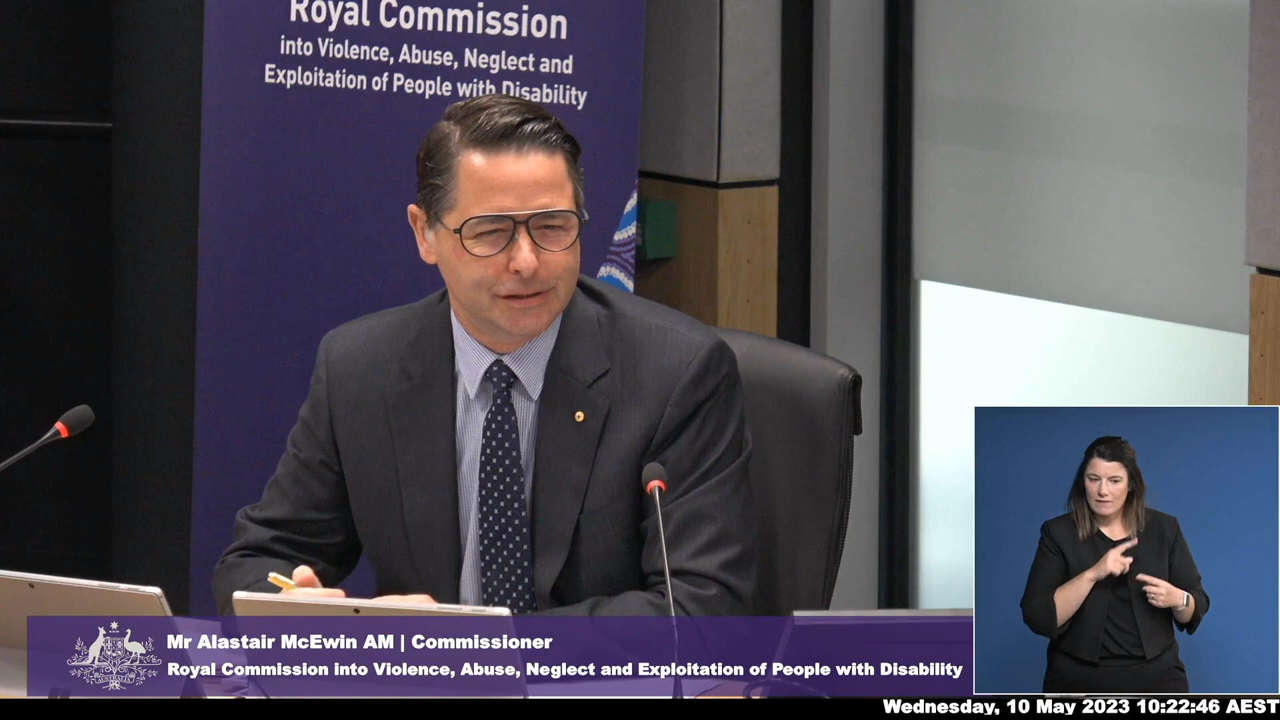 Royal Commission
into Violence, Abuse, Neglect and
Exploitation of People with Disability
Mr Alastair McEwin AM | Commissioner
Royal Commission into Violence, Abuse, Neglect and Exploitation of People with Disability
Wednesday, 10 May 2023 10:22:46 AEST